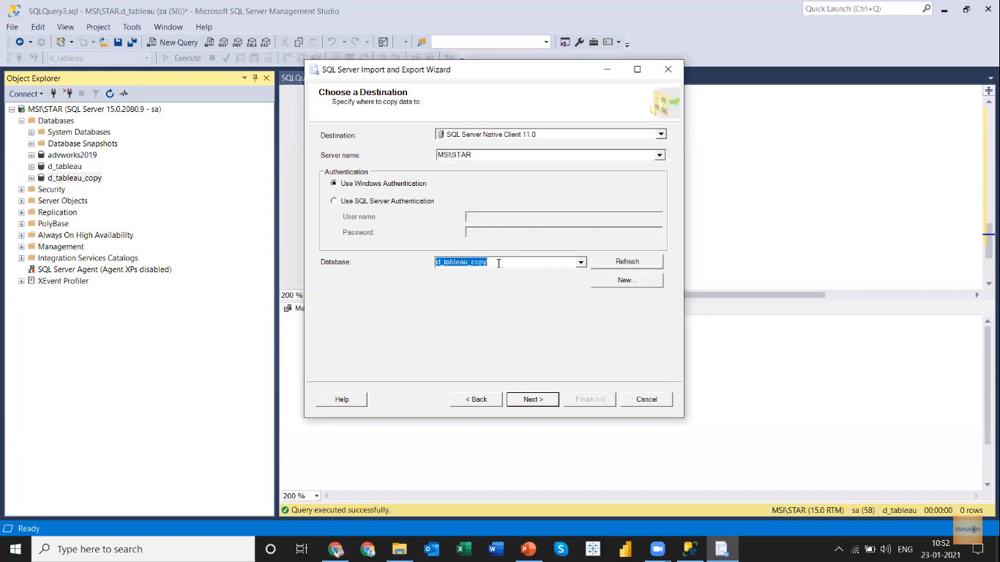 SQLQuery3.sql - MSI\STAR.d_tableau (sa (58))* - Microsoft SQL Server Management Studio
Quick Launch (Ctrl+Q)
File Edit View Project Tools Window Help
New Query
d_tableau Execute
Object Explorer
Connect
MSI\STAR (SQL Server 15.0.2080.9 - sa)
Databases
System Databases
Database Snapshots
advworks2019
d_tableau
d_tableau_copy
Security
Server Objects
Replication
PolyBase
Always On High Availability
Management
Integration Services Catalogs
SQL Server Agent (Agent XPs disabled)
XEvent Profiler
SQLQu
200 %
Me
SQL Server Import and Export Wizard
Choose a Destination
Specify where to copy data to.
Destination: SQL Server Native Client 11.0
Server name: MSI\STAR
Authentication
Use Windows Authentication
Use SQL Server Authentication
User name:
Password:
Database: d_tableau_copy Refresh
New...
Help < Back Next > Finish >>| Cancel
200 %
Query executed successfully. MSI\STAR (15.0 RTM) sa (58) d_tableau 00:00:00 0 rows
Ready
Neuron
Type here to search
ENG
10:52
23-01-2021